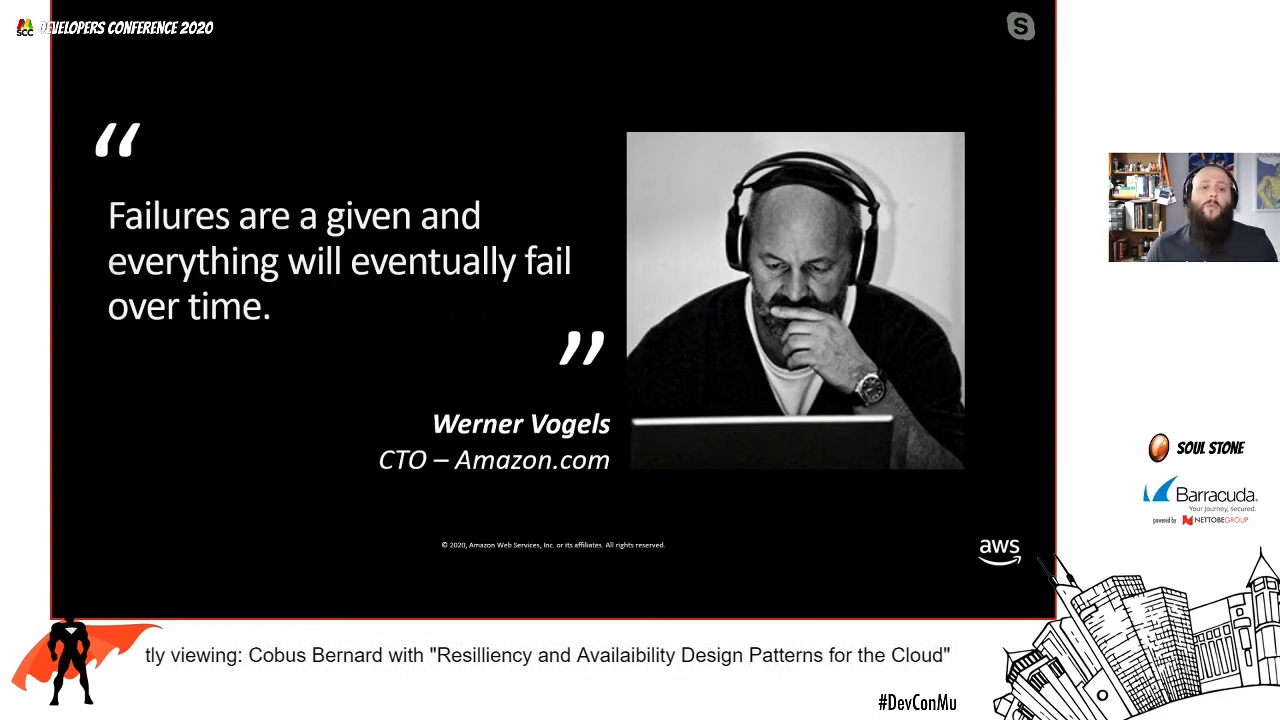 SCC
DEVELOPERS CONFERENCE 2020
S
“
Failures are a given and
everything will eventually fail
over time.
”
Werner Vogels
CTO – Amazon.com
© 2020, Amazon Web Services, Inc. or its affiliates. All rights reserved.
aws
SOUL STONE
Barracuda.
Your journey, secured.
powered by NETTOBEGROUP
tly viewing: Cobus Bernard with "Resilliency and Availaibility Design Patterns for the Cloud"
#DevConMu